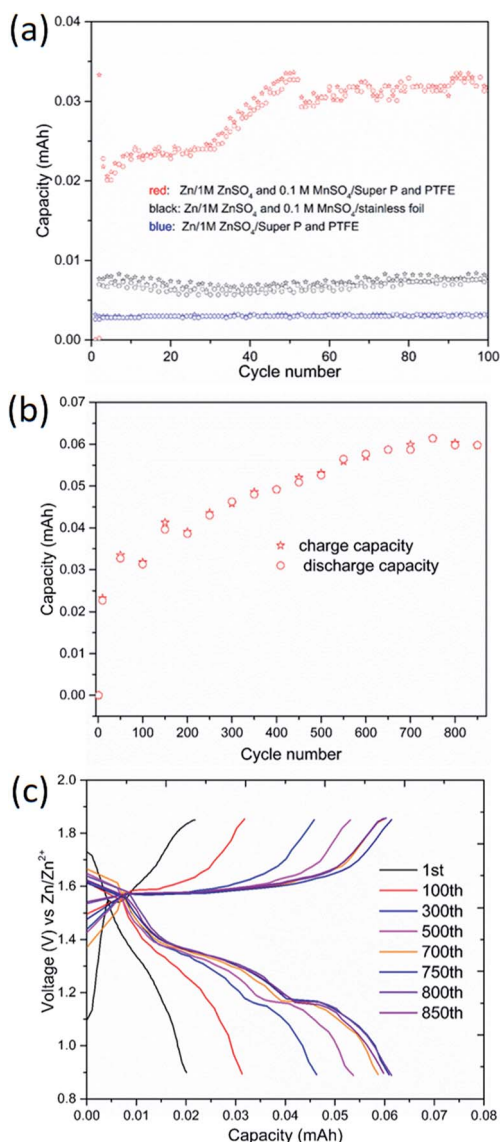 (a)
0.04
0.03
0.02
0.01
0.00
Capacity (mAh)
red: Zn/1M ZnSO₄ and 0.1 M MnSO₄/Super P and PTFE
black: Zn/1M ZnSO₄ and 0.1 M MnSO₄/stainless foil
blue: Zn/1M ZnSO₄/Super P and PTFE
0 20 40 60 80 100
Cycle number
(b)
0.07
0.06
0.05
0.04
0.03
0.02
0.01
0.00
Capacity (mAh)
charge capacity
discharge capacity
0 100 200 300 400 500 600 700 800
Cycle number
(c)
2.0
1.8
1.6
1.4
1.2
1.0
0.8
Voltage (V) vs Zn/Zn²⁺
1st
100th
300th
500th
700th
750th
800th
850th
0.00 0.01 0.02 0.03 0.04 0.05 0.06 0.07 0.08
Capacity (mAh)